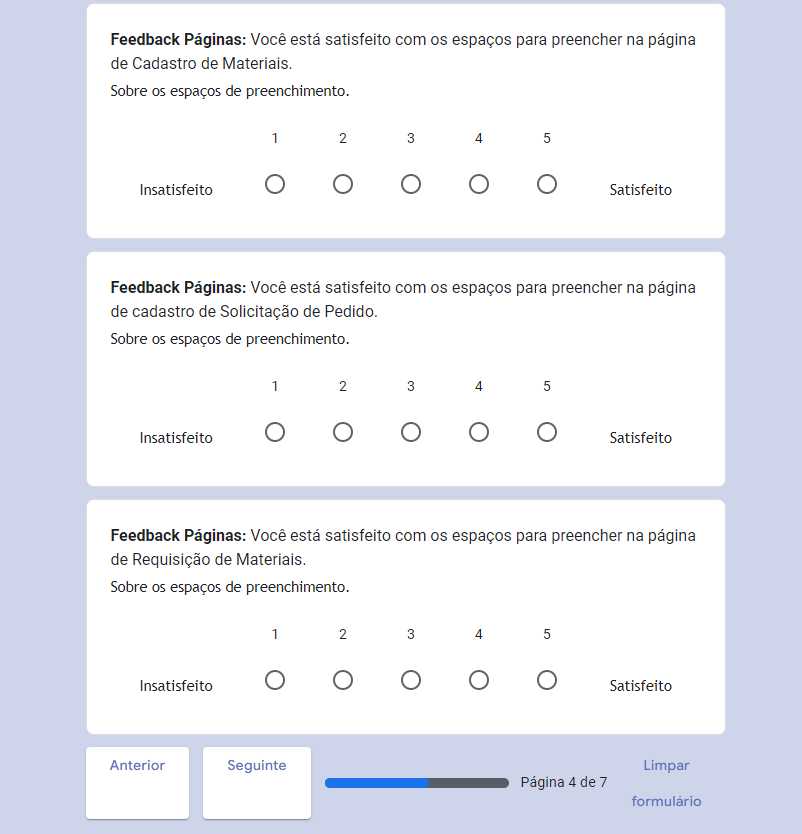 Feedback Páginas: Você está satisfeito com os espaços para preencher na página
de Cadastro de Materiais.
Sobre os espaços de preenchimento.
1 2 3 4 5
Insatisfeito Satisfeito
Feedback Páginas: Você está satisfeito com os espaços para preencher na página
de cadastro de Solicitação de Pedido.
Sobre os espaços de preenchimento.
1 2 3 4 5
Insatisfeito Satisfeito
Feedback Páginas: Você está satisfeito com os espaços para preencher na página
de Requisição de Materiais.
Sobre os espaços de preenchimento.
1 2 3 4 5
Insatisfeito Satisfeito
Anterior Seguinte Página 4 de 7 Limpar
formulário